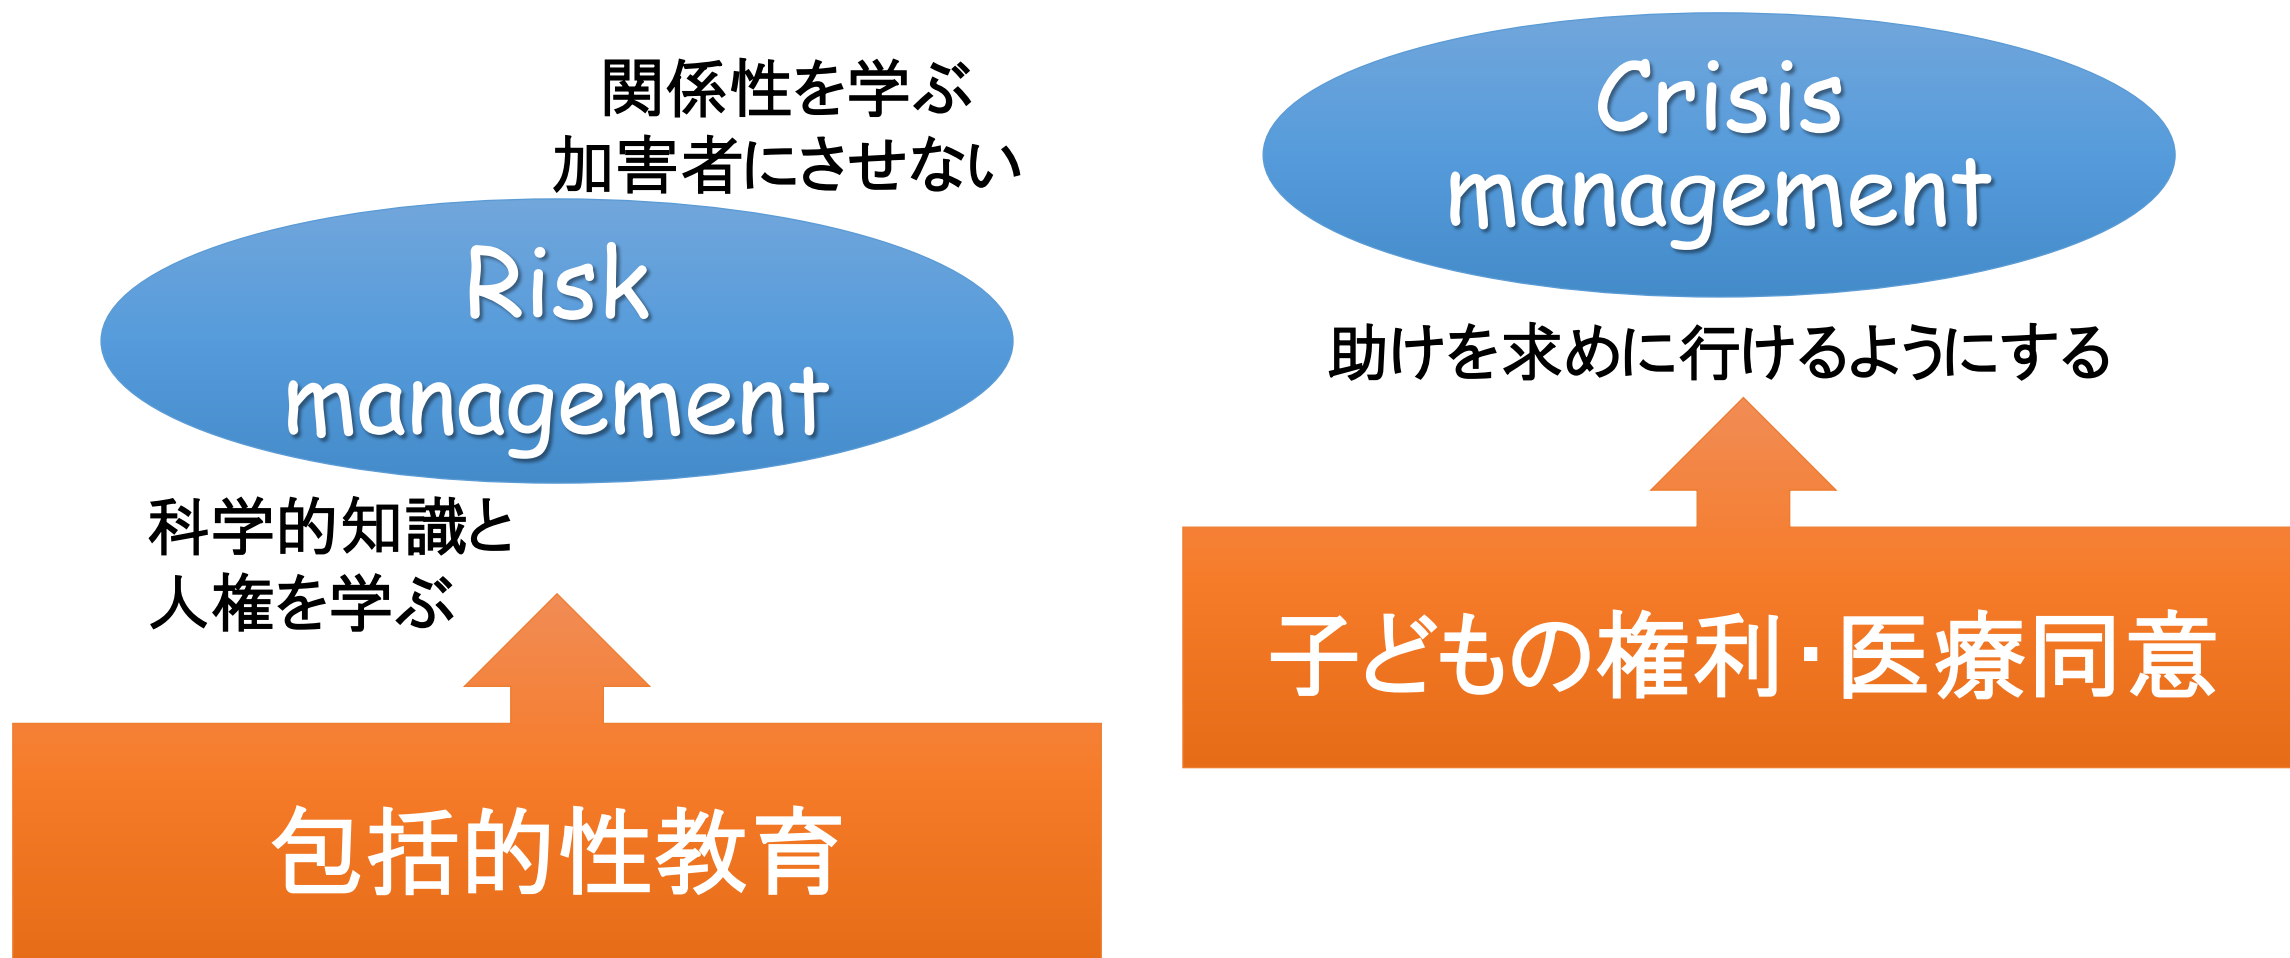 関係性を学ぶ
加害者にさせない
Risk
management
科学的知識と
人権を学ぶ
包括的性教育
Crisis
management
助けを求めに行けるようにする
子どもの権利・医療同意